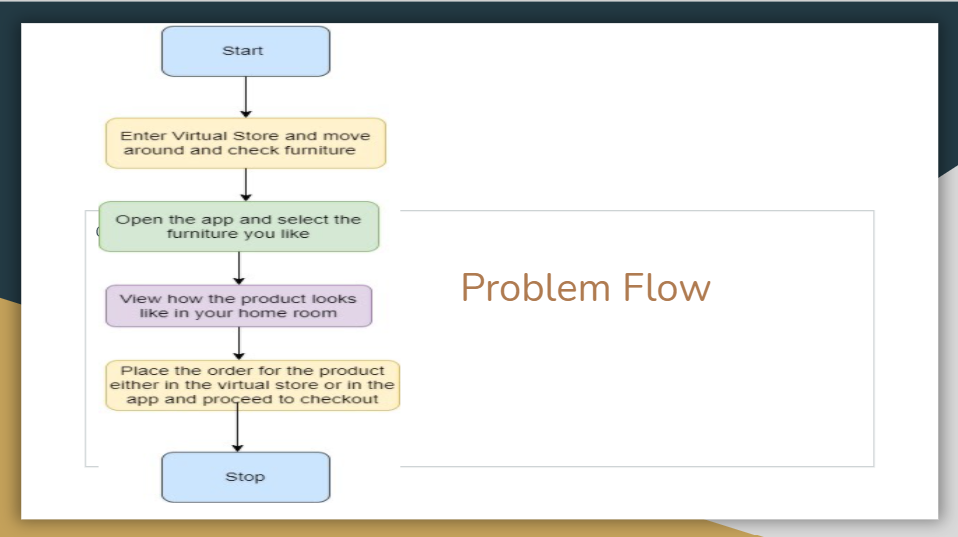 Start
Enter Virtual Store and move
around and check furniture
Open the app and select the
furniture you like
View how the product looks
like in your home room
Place the order for the product
either in the virtual store or in the
app and proceed to checkout
Stop
Problem Flow